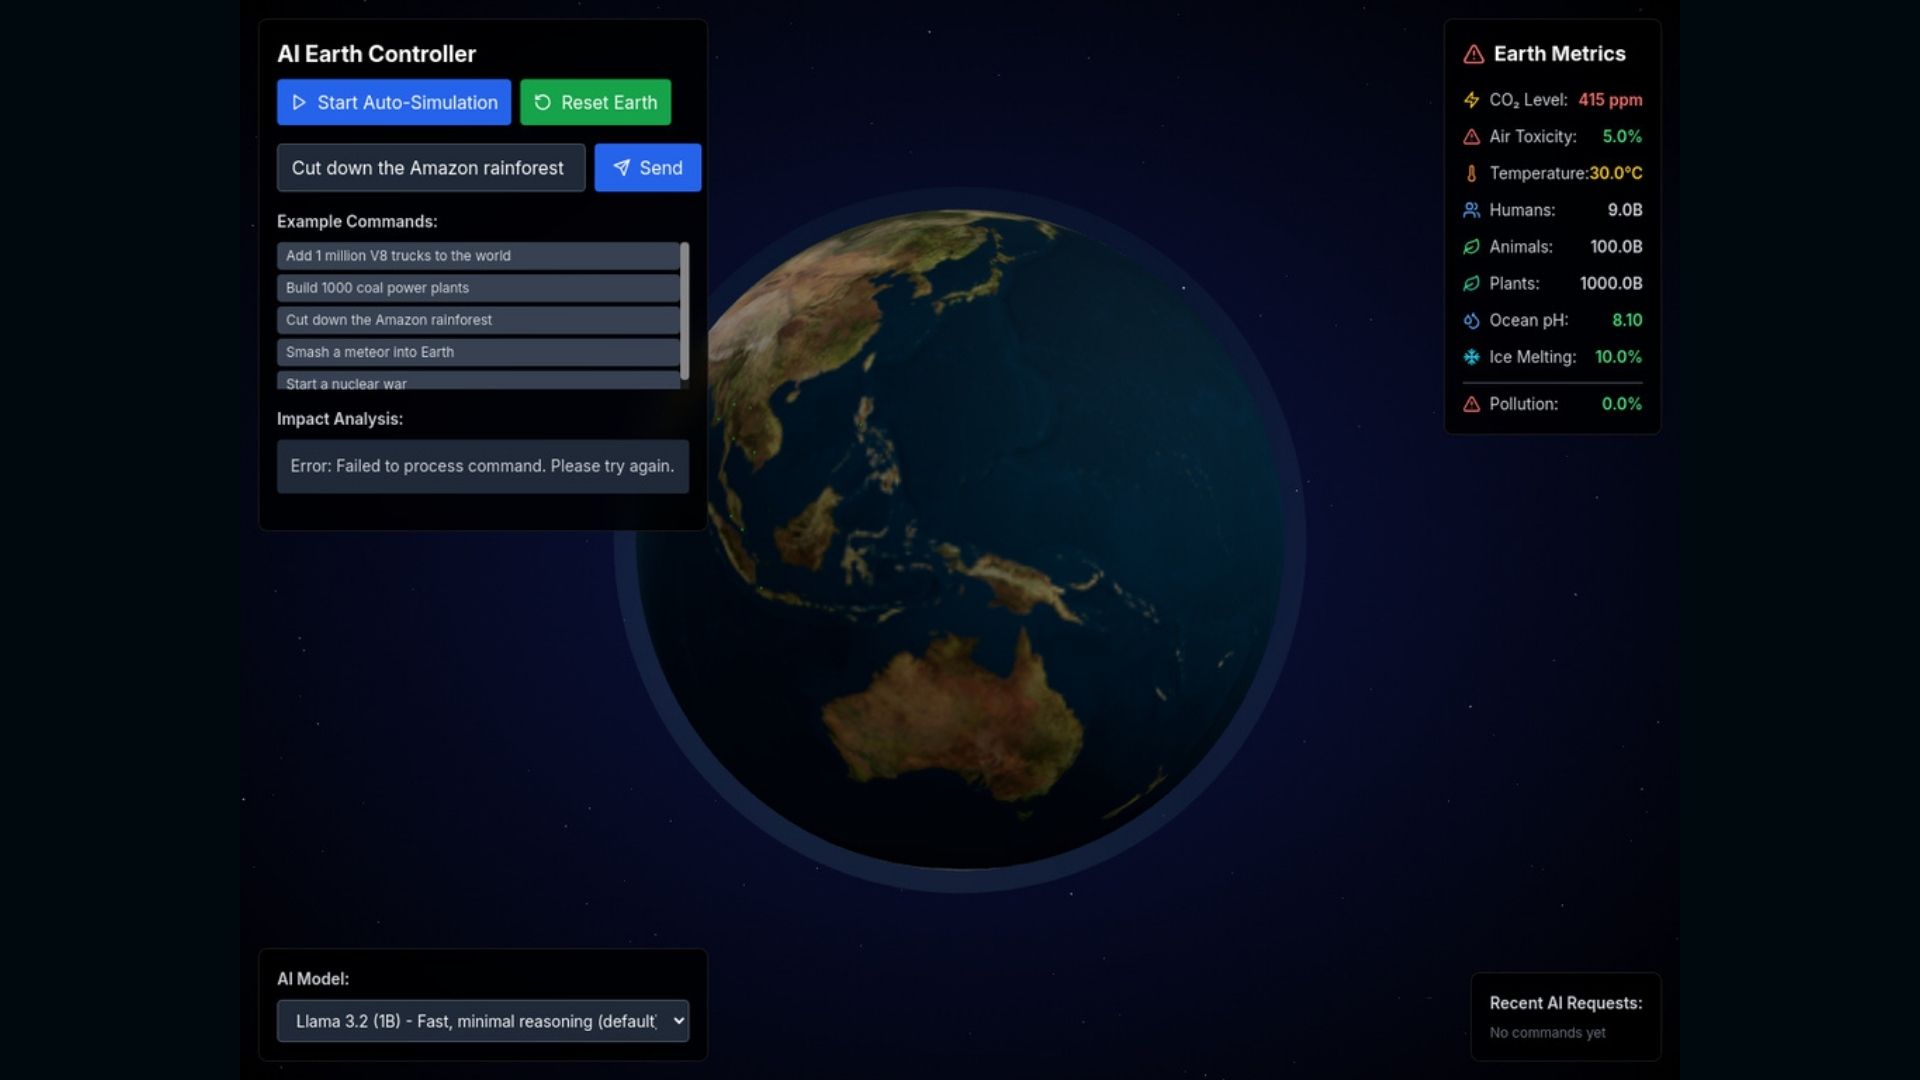 AI Earth Controller
Start Auto-Simulation
Reset Earth
Cut down the Amazon rainforest
Send
Example Commands:
Add 1 million V8 trucks to the world
Build 1000 coal power plants
Cut down the Amazon rainforest
Smash a meteor into Earth
Start a nuclear war
Impact Analysis:
Error: Failed to process command. Please try again.
AI Model:
Llama 3.2 (1B) - Fast, minimal reasoning (default)
Earth Metrics
CO₂ Level: 415 ppm
Air Toxicity: 5.0%
Temperature: 30.0°C
Humans: 9.0B
Animals: 100.0B
Plants: 1000.0B
Ocean pH: 8.10
Ice Melting: 10.0%
Pollution: 0.0%
Recent AI Requests:
No commands yet